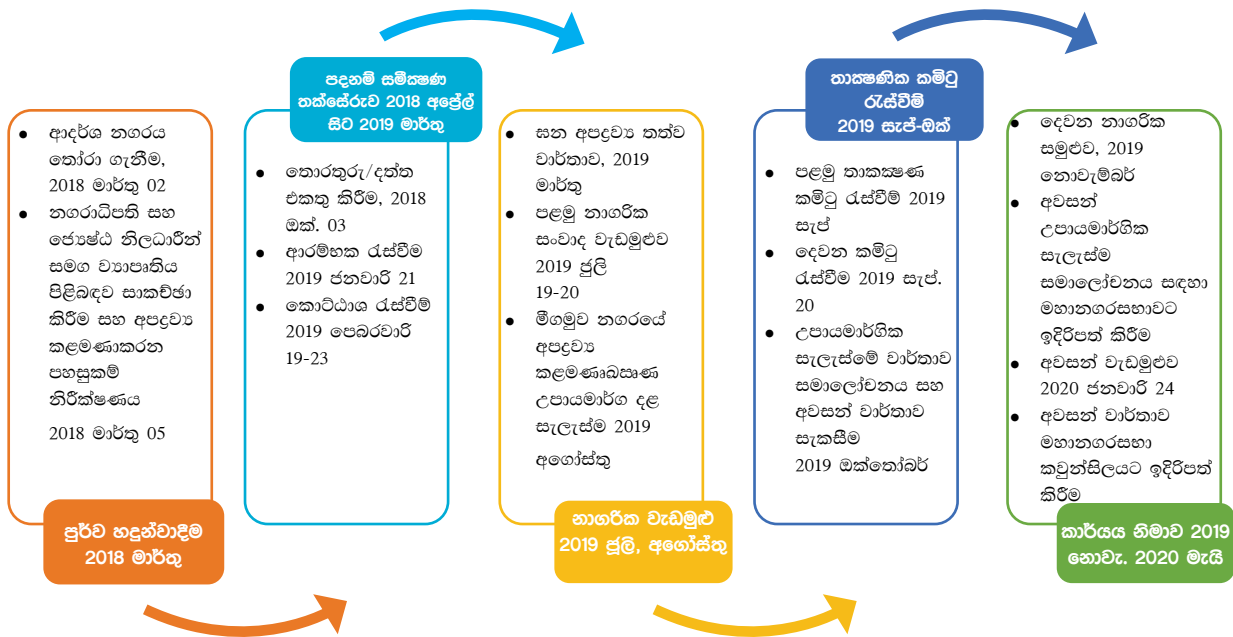 ආදර්ශ නගරය
තෝරා ගැනීම,
2018 මාර්තු 02
නගරාධිපති සහ
ජ්‍යෙෂ්ඨ නිලධාරීන්
සමග ව්‍යාපෘතිය
පිළිබඳව සාකච්ඡා
කිරීම සහ අපද්‍රව්‍ය
කළමණාකරන
පහසුකම්
නිරීක්ෂණය
2018 මාර්තු 05
පුර්ව හදුන්වාදීම
2018 මාර්තු
පදනම් සමීක්‍ෂණ
තක්සේරුව 2018 අප්‍රේල්
සිට 2019 මාර්තු
තොරතුරු/දත්ත
එකතු කිරීම, 2018
ඔක්. 03
ආරම්භක රැස්වීම
2019 ජනවාරි 21
කොට්ඨාශ රැස්වීම්
2019 පෙබරවාරි
19-23
ඝන අපද්‍රව්‍ය තත්ව
වාර්තාව, 2019
මාර්තු
පළමු නාගරික
සංවාද වැඩමුළුව
2019 ජුලි
19-20
මීගමුව නගරයේ
අපද්‍රව්‍ය
කළමණඍඛඍණ
උපායමාර්ග දළ
සැලැස්ම 2019
අගෝස්තු
නාගරික වැඩමුළු
2019 ජූලි, අගෝස්තු
තාක්‍ෂණික කමිටු
රැස්වීම්
2019 සැප්-ඔක්
පළමු තාකක්‍ෂණ
කමිටු රැස්වීම් 2019
සැප්
දෙවන කමිටු
රැස්වීම 2019 සැප්.
20
උපායමාර්ගික
සැලැස්මේ වාර්තාව
සමාලෝචනය සහ
අවසන් වාර්තාව
සැකසීම
2019 ඔක්තෝබර්
දෙවන නාගරික
සමුළුව, 2019
නොවැම්බර්
අවසන්
උපායමාර්ගික
සැලැස්ම
සමාලෝචනය සඳහා
මහානගරසභාවට
ඉදිරිපත් කිරීම
අවසන් වැඩමුළුව
2020 ජනවාරි 24
අවසන් වාර්තාව
මහානගරසභා
කවුන්සිලයට ඉදිරිපත්
කිරීම
කාර්යය නිමාව 2019
නොවැ. 2020 මැයි